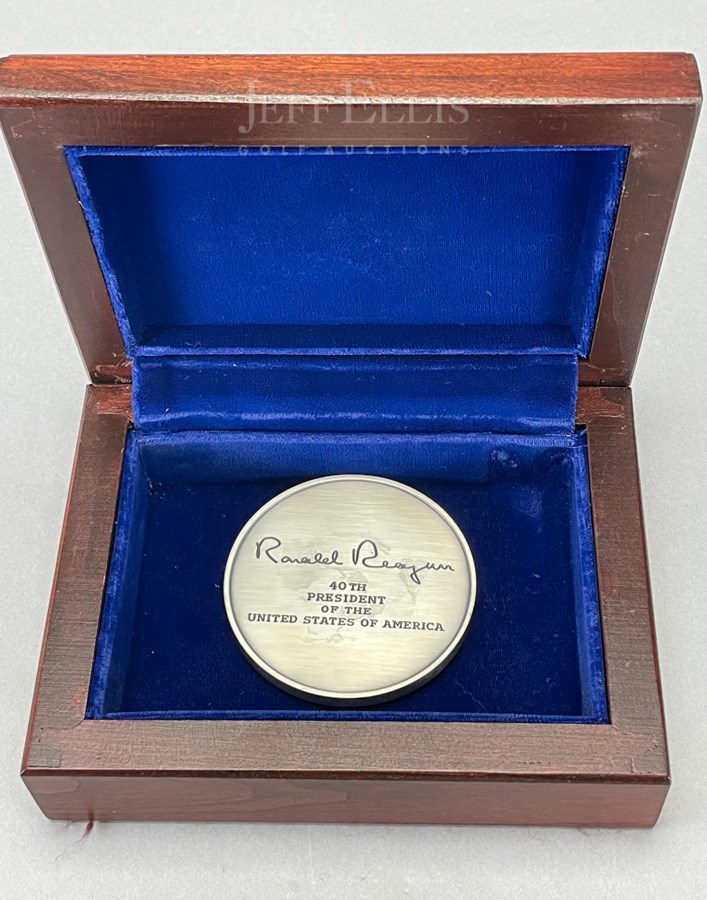 JEFF ELLIS
GOLF AUCTIONS
Ronald Reagan
40TH
PRESIDENT
OF THE
UNITED STATES OF AMERICA